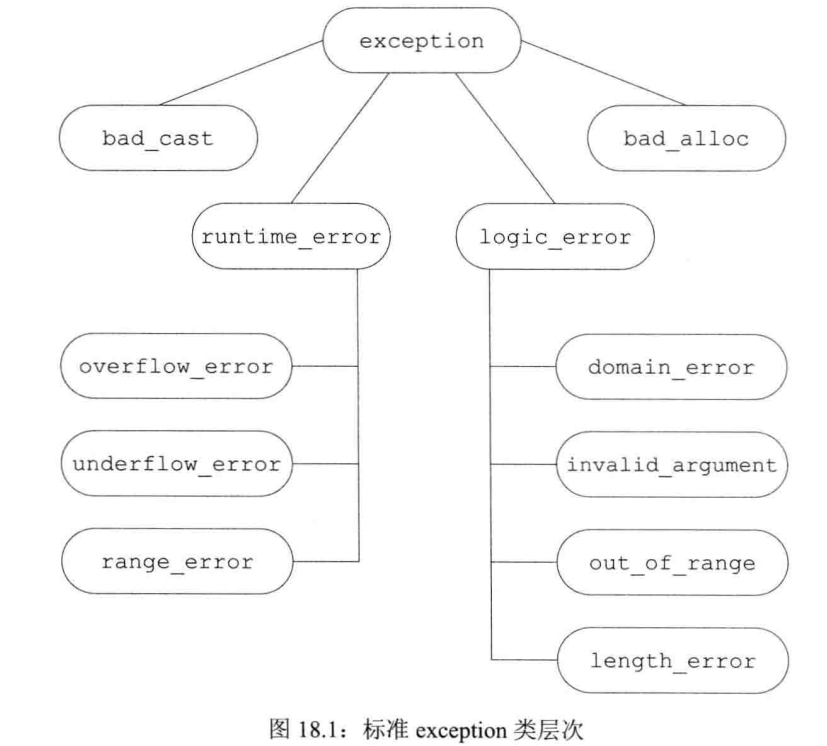 exception
bad_cast
bad_alloc
runtime_error
logic_error
overflow_error
domain_error
underflow_error
invalid_argument
range_error
out_of_range
length_error
图 18.1：标准 exception 类层次